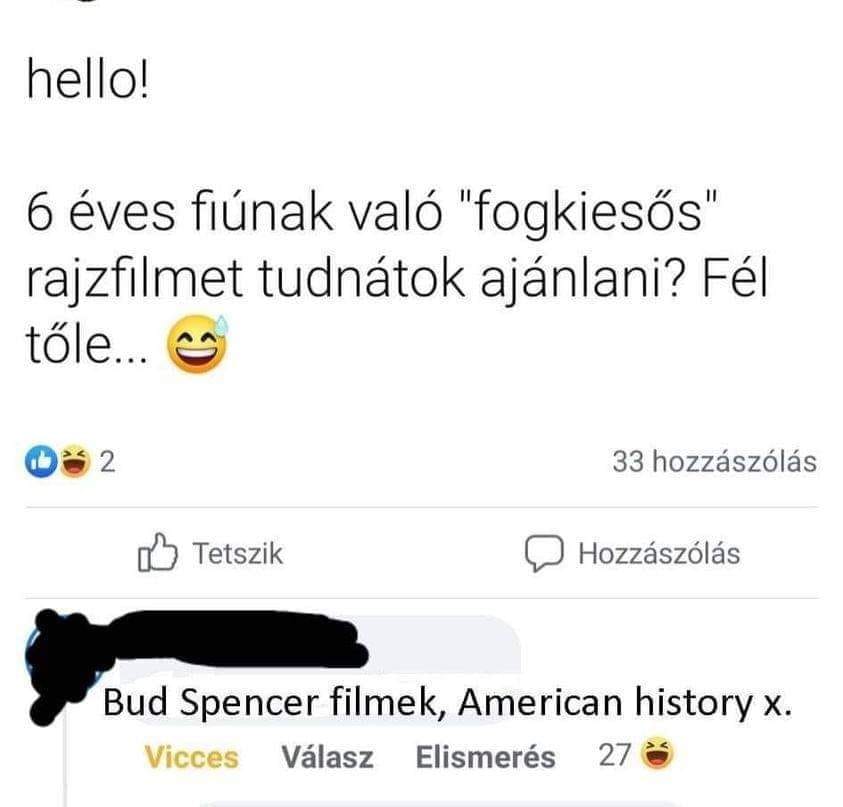 hello!
6 éves fiúnak való "fogkiesős"
rajzfilmet tudnátok ajánlani? Fél
tőle... 😅
2
33 hozzászólás
Tetszik
Hozzászólás
Bud Spencer filmek, American history x.
Vicces Válasz Elismerés 27